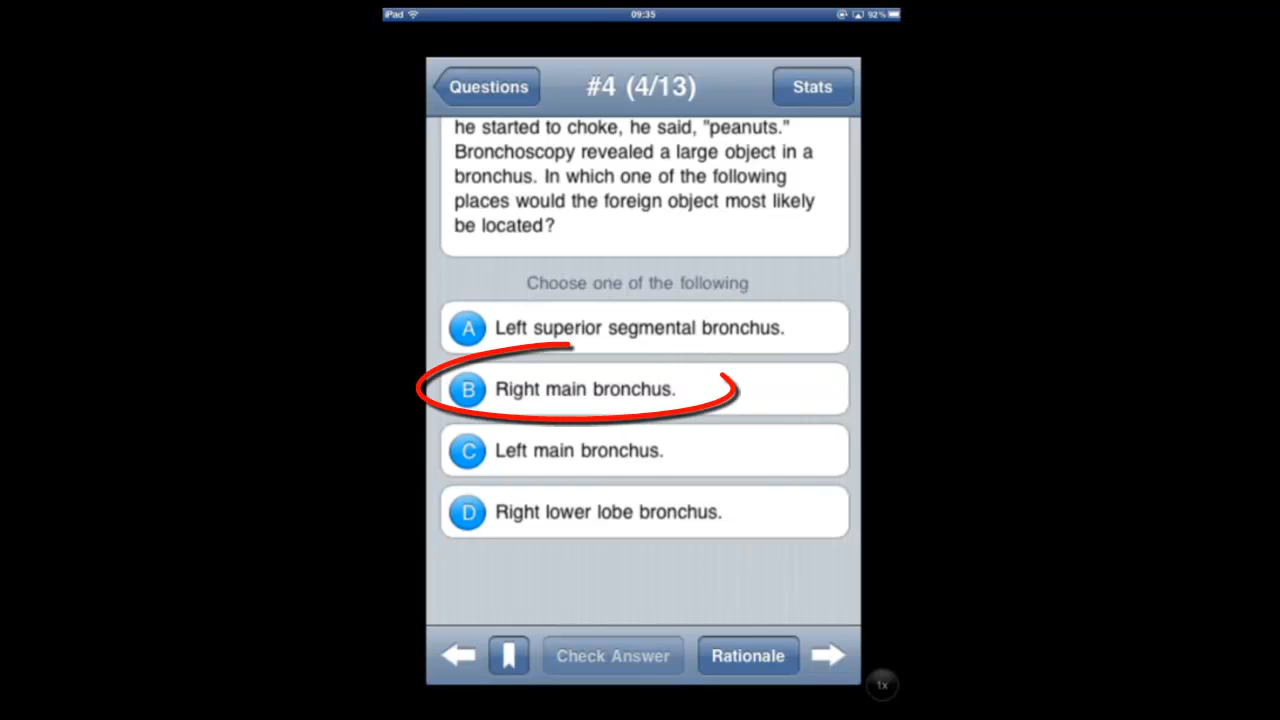 iPad 09:35 92%
Questions #4 (4/13) Stats
he started to choke, he said, "peanuts."
Bronchoscopy revealed a large object in a
bronchus. In which one of the following
places would the foreign object most likely
be located?
Choose one of the following
A Left superior segmental bronchus.
B Right main bronchus.
C Left main bronchus.
D Right lower lobe bronchus.
Check Answer Rationale
1x